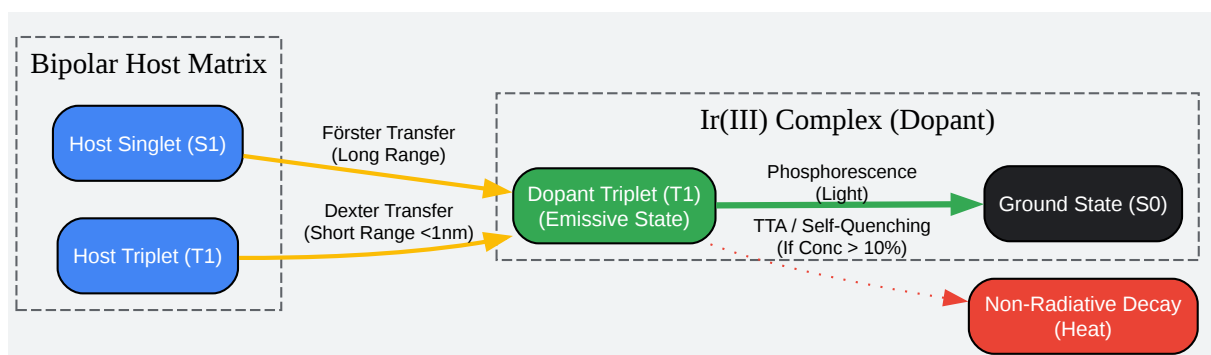 Bipolar Host Matrix
Host Singlet (S1)
Host Triplet (T1)
Förster Transfer
(Long Range)
Dexter Transfer
(Short Range <1nm)
Ir(III) Complex (Dopant)
Dopant Triplet (T1)
(Emissive State)
Phosphorescence
(Light)
TTA / Self-Quenching
(If Conc > 10%)
Ground State (S0)
Non-Radiative Decay
(Heat)